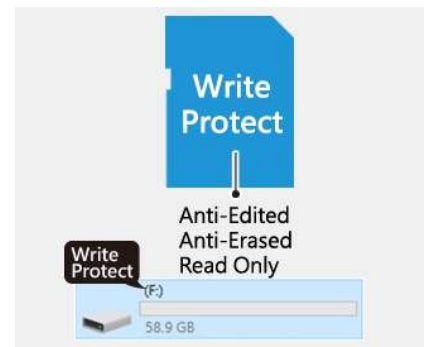 Write
Protect
Anti-Edited
Anti-Erased
Read Only
Write
Protect
(F:)
58.9 GB